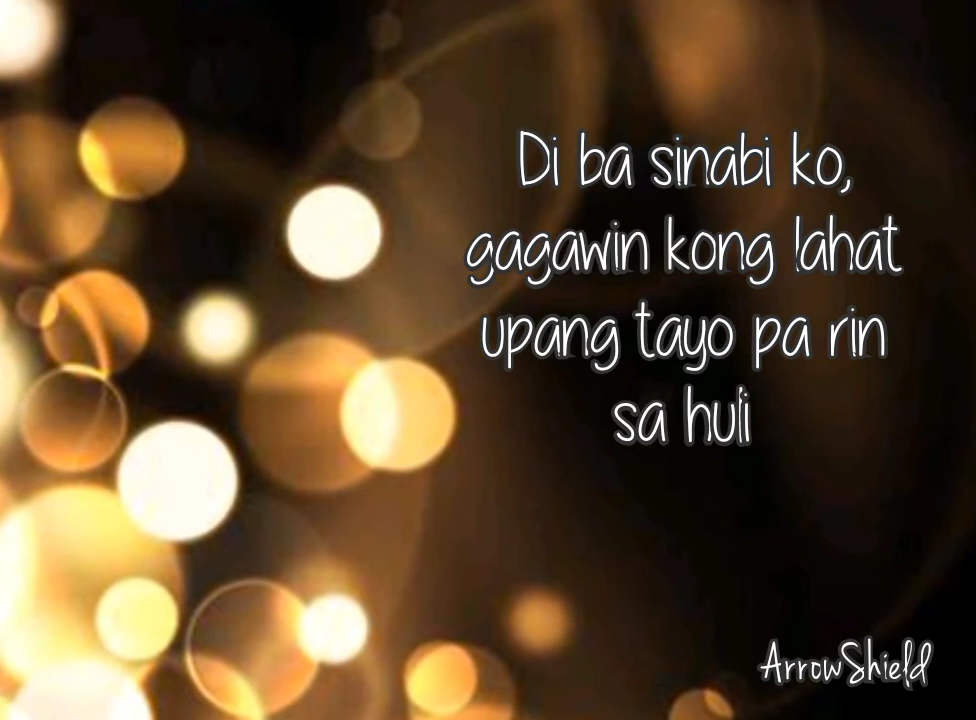 Di ba sinabi ko,
gagawin kong lahat
upang tayo pa rin
sa huli
ArrowShield